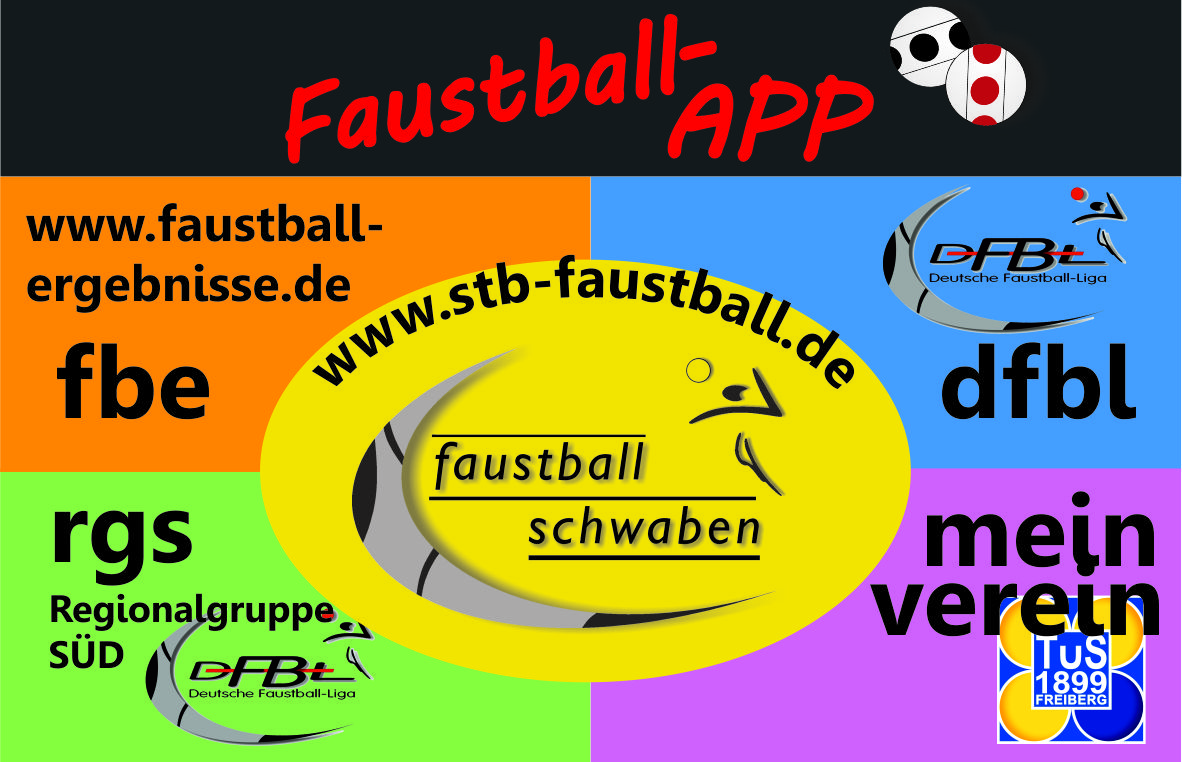 Faustball-
APP
www.faustball-
ergebnisse.de
fbe
www.stb-faustball.de
faustball
schwaben
DFBL
Deutsche Faustball-Liga
dfbl
rgs
Regionalgruppe
SÜD
DFBL
Deutsche Faustball-Liga
mein
verein
TuS
1899
FREIBERG